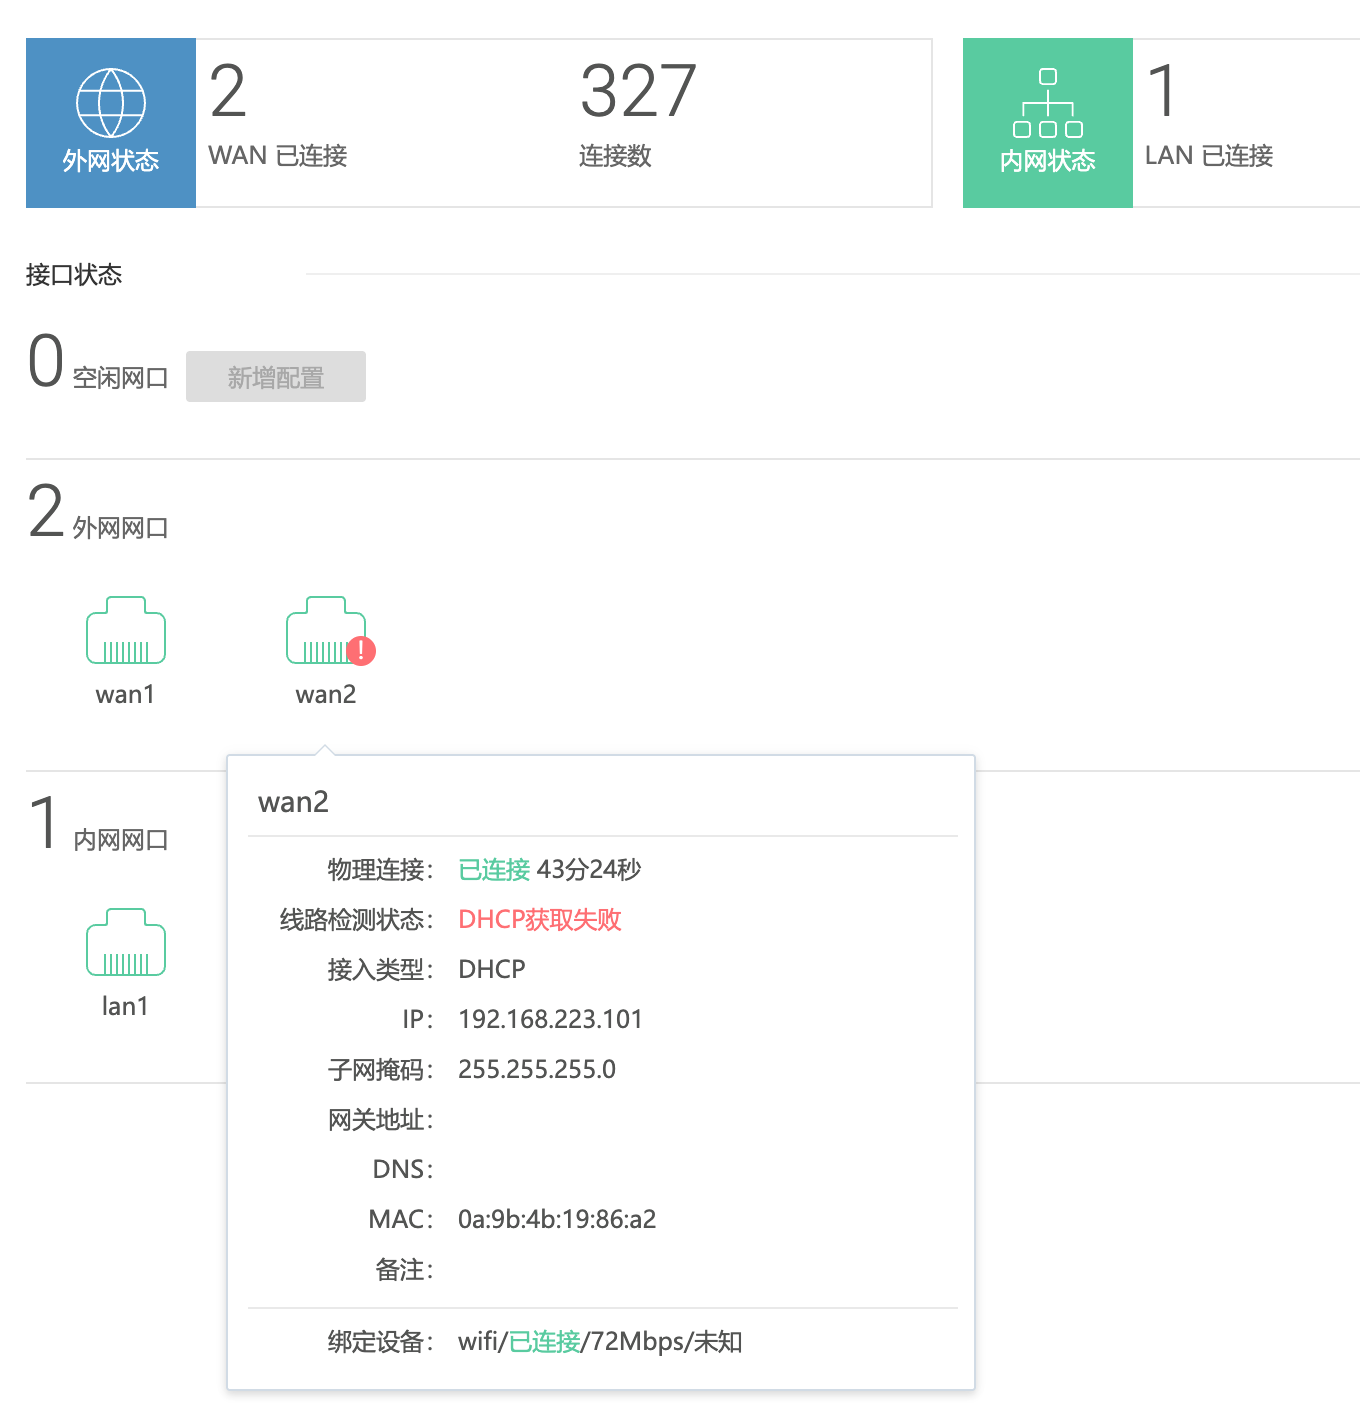 外网状态
2
WAN 已连接
327
连接数
内网状态
1
LAN 已连接
接口状态
0 空闲网口
新增配置
2 外网网口
wan1
wan2
1 内网网口
lan1
wan2
物理连接： 已连接 43分24秒
线路检测状态： DHCP获取失败
接入类型： DHCP
IP： 192.168.223.101
子网掩码： 255.255.255.0
网关地址：
DNS：
MAC： 0a:9b:4b:19:86:a2
备注：
绑定设备： wifi/已连接/72Mbps/未知